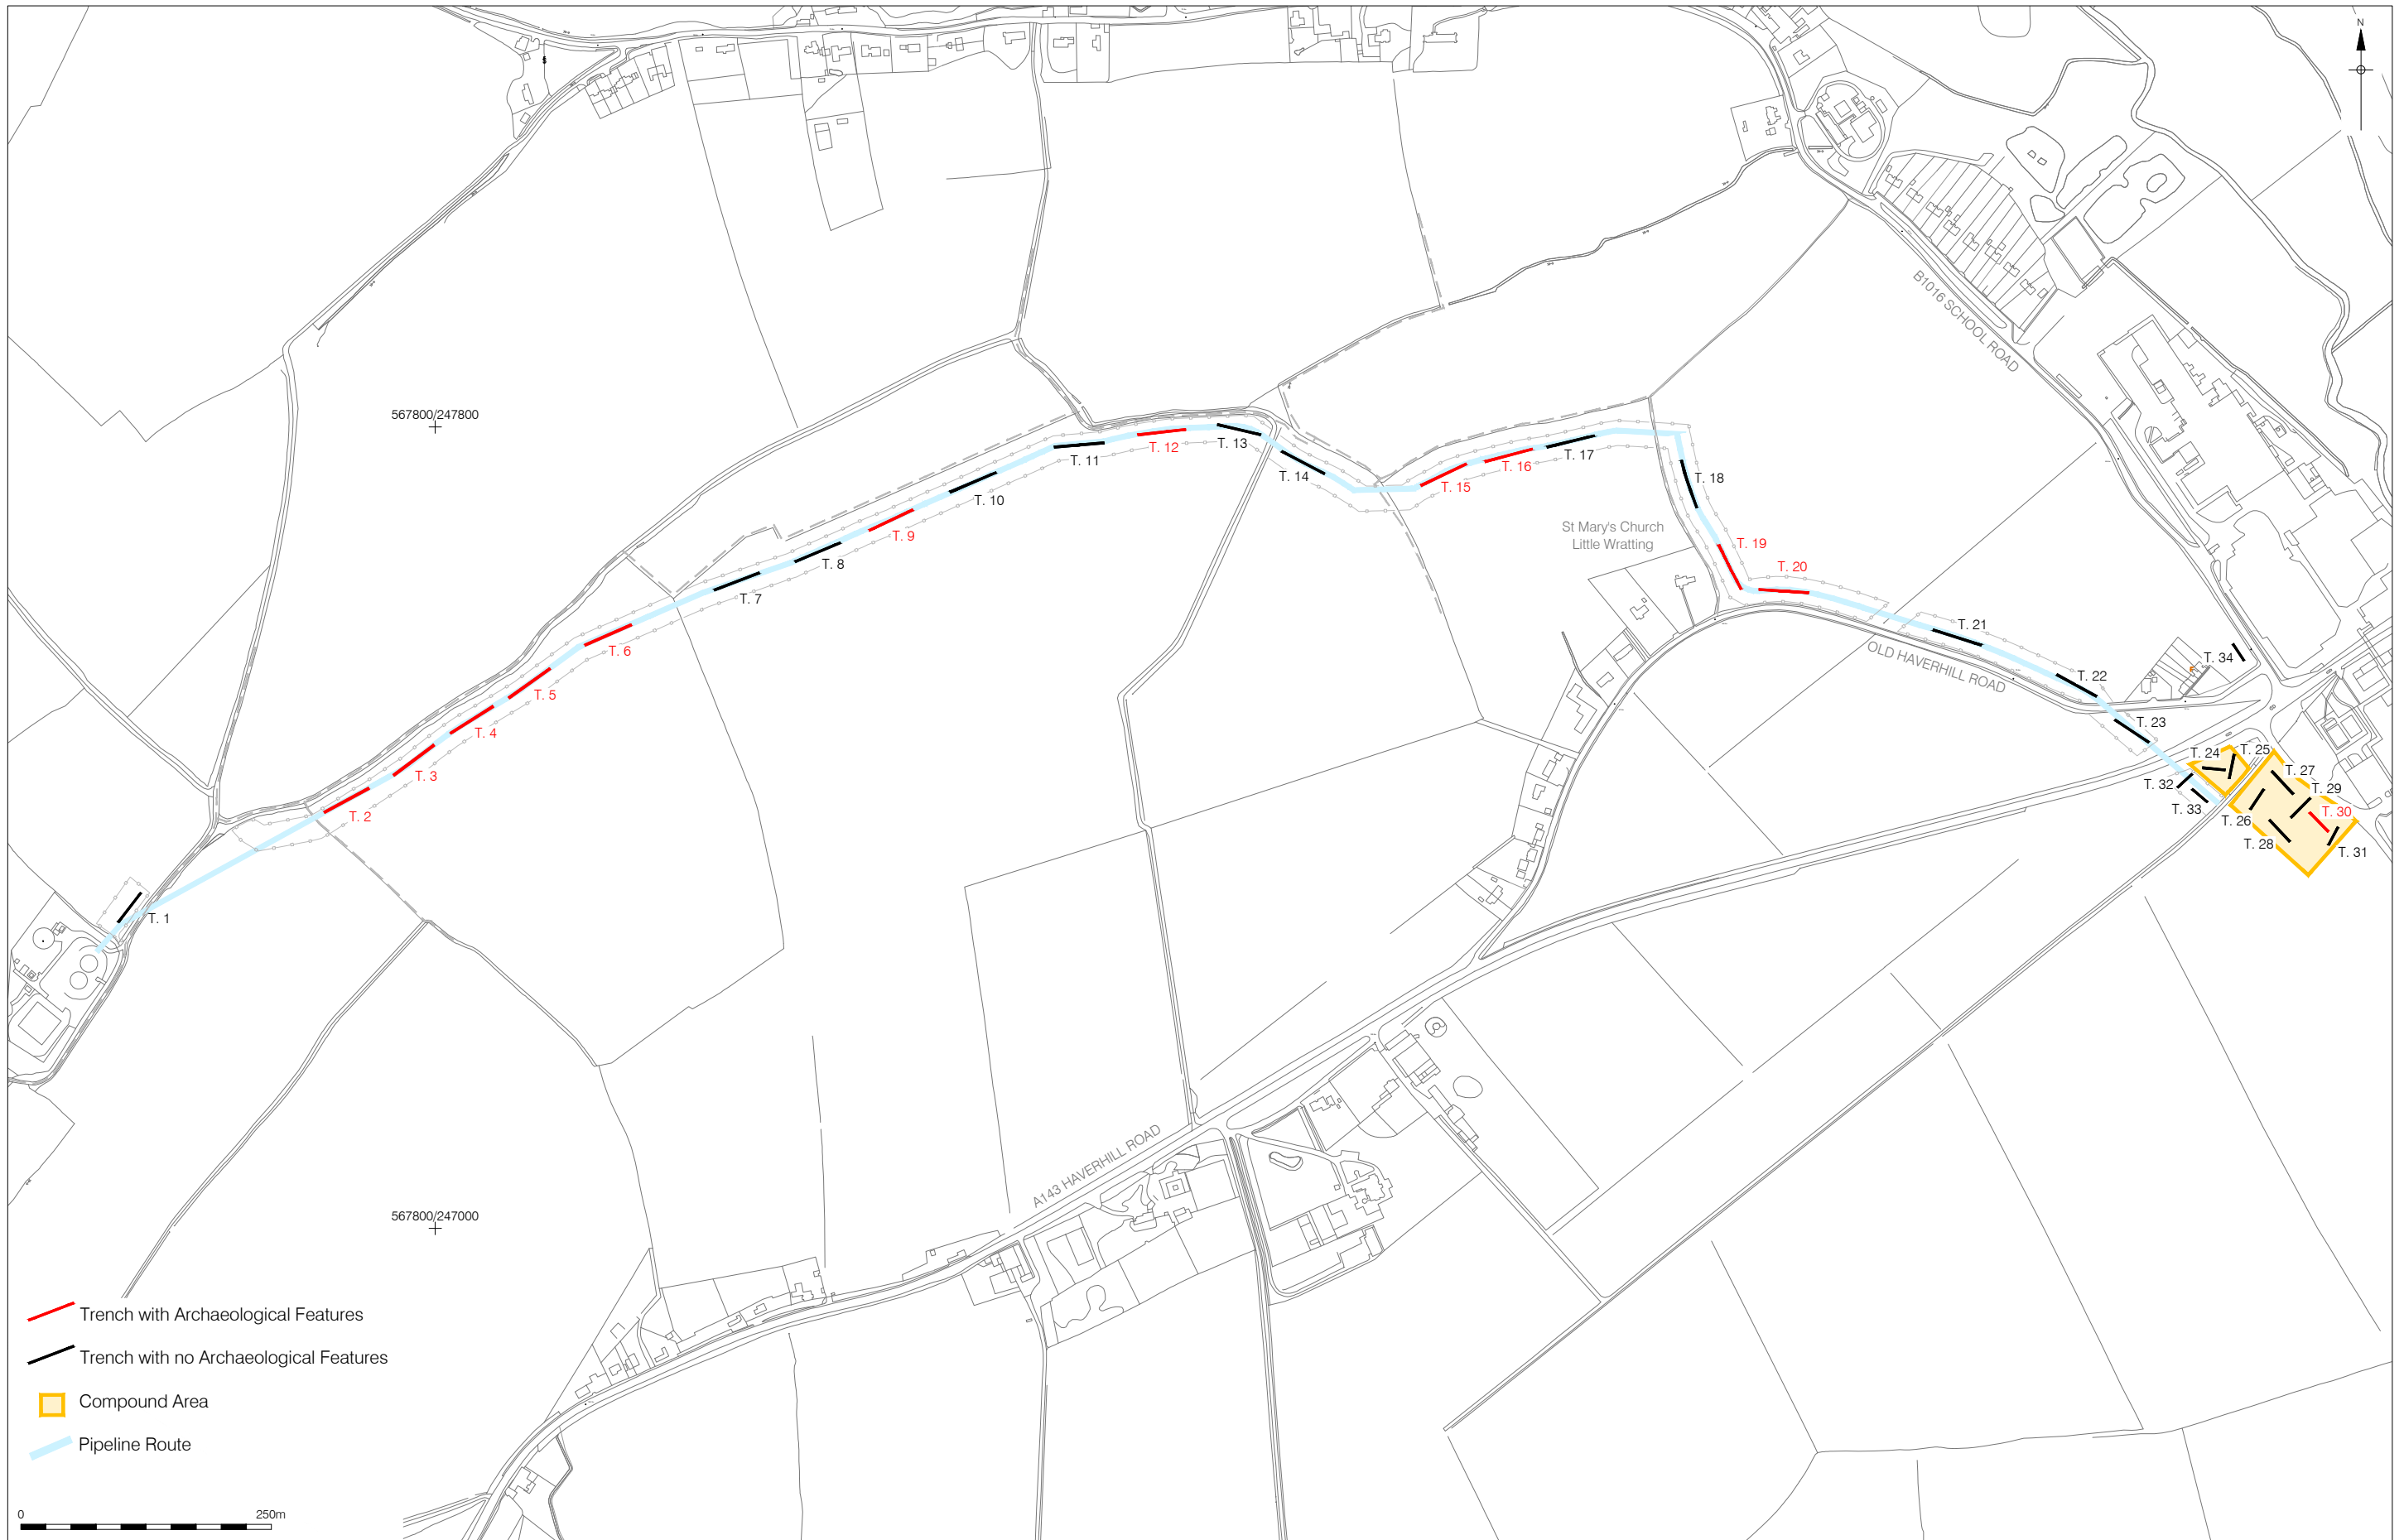 N
567800/247800
B1016 SCHOOL ROAD
T. 12
T. 13
T. 11
T. 14
T. 10
T. 15
T. 16
T. 17
T. 18
T. 9
St Mary's Church
Little Wratting
T. 19
T. 8
T. 20
T. 7
T. 6
T. 21
OLD HAVERHILL ROAD
T. 34
T. 5
T. 22
T. 4
T. 23
T. 3
T. 24
T. 25
T. 27
T. 32
T. 29
T. 33
T. 2
T. 26
T. 30
T. 28
T. 31
T. 1
A143 HAVERHILL ROAD
567800/247000
Trench with Archaeological Features
Trench with no Archaeological Features
Compound Area
Pipeline Route
0 250m